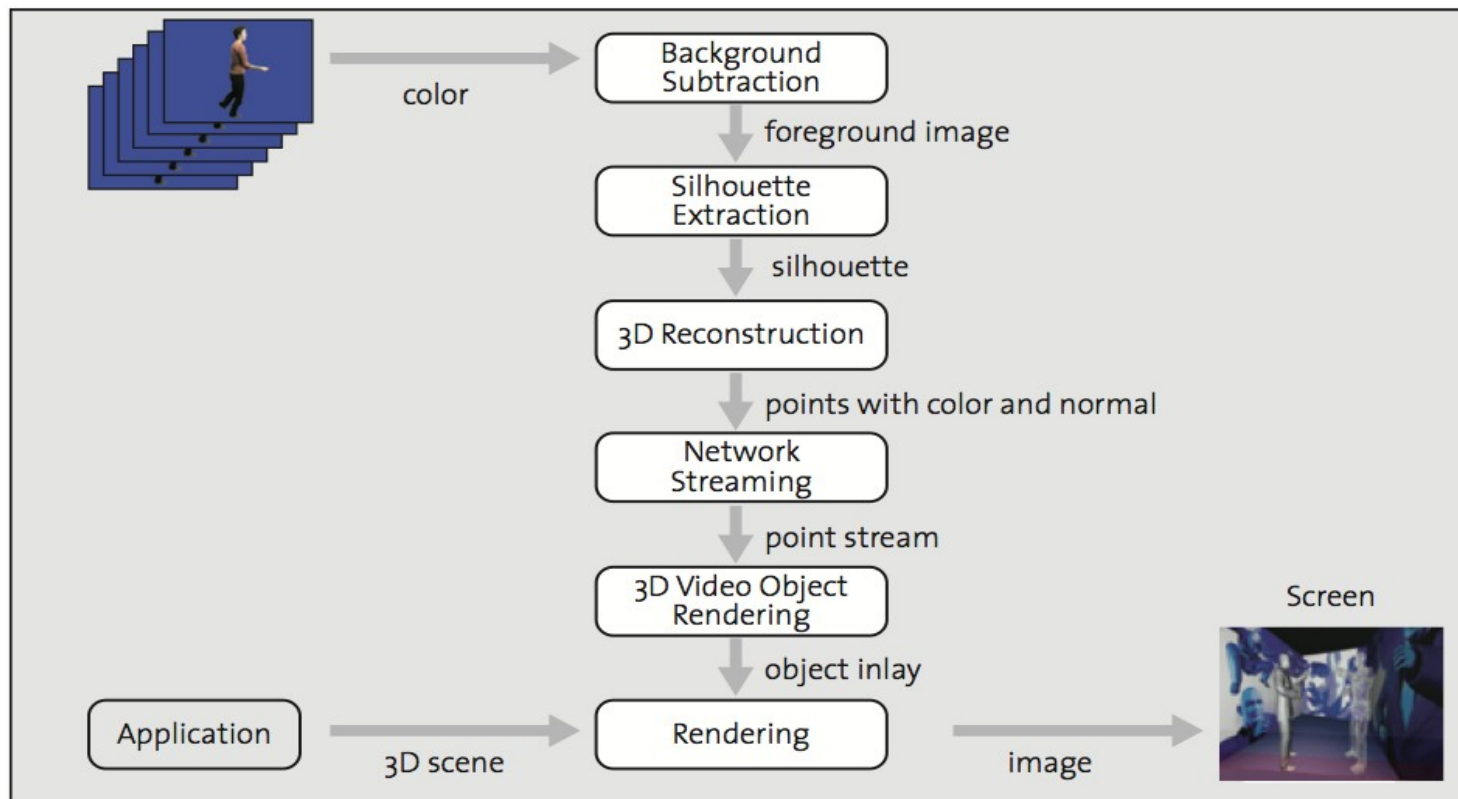 Background
Subtraction
color
foreground image
Silhouette
Extraction
silhouette
3D Reconstruction
points with color and normal
Network
Streaming
point stream
3D Video Object
Rendering
Screen
object inlay
Application
3D scene
Rendering
image